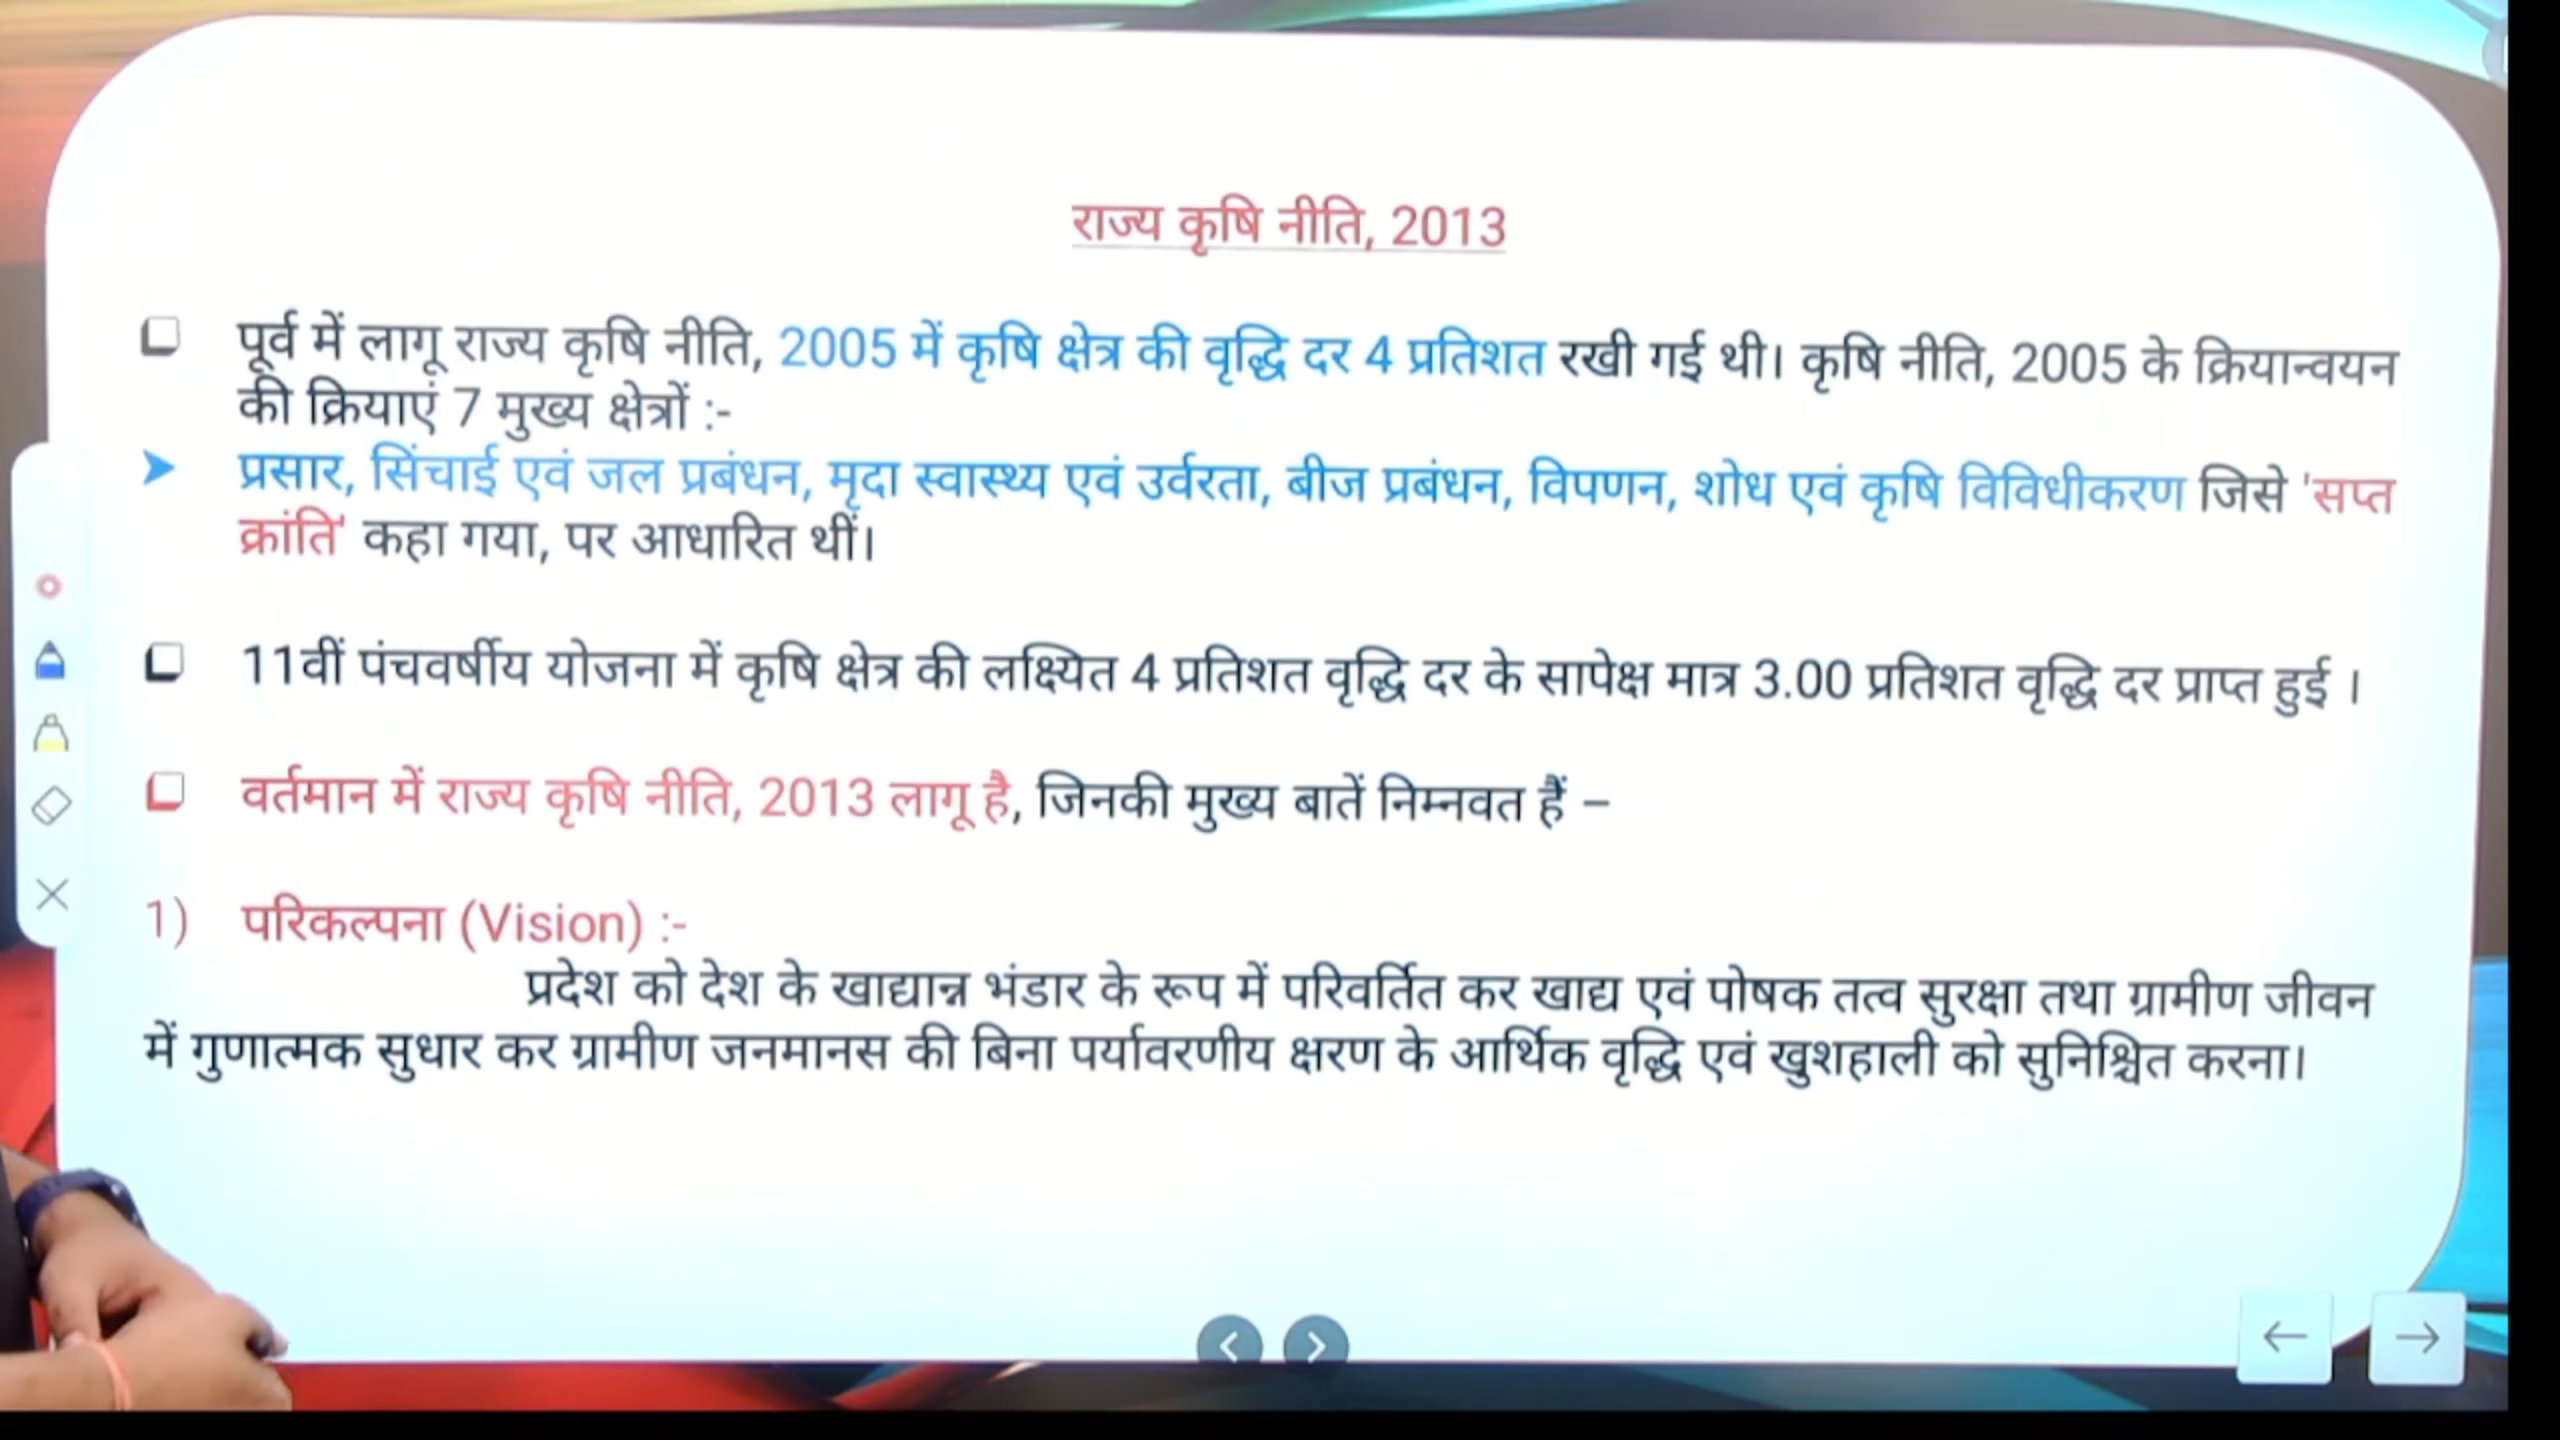 राज्य कृषि नीति, 2013
❑ पूर्व में लागू राज्य कृषि नीति, 2005 में कृषि क्षेत्र की वृद्धि दर 4 प्रतिशत रखी गई थी। कृषि नीति, 2005 के क्रियान्वयन
की क्रियाएं 7 मुख्य क्षेत्रों :-
➤ प्रसार, सिंचाई एवं जल प्रबंधन, मृदा स्वास्थ्य एवं उर्वरता, बीज प्रबंधन, विपणन, शोध एवं कृषि विविधीकरण जिसे 'सप्त
क्रांति' कहा गया, पर आधारित थीं।
❑ 11वीं पंचवर्षीय योजना में कृषि क्षेत्र की लक्ष्यित 4 प्रतिशत वृद्धि दर के सापेक्ष मात्र 3.00 प्रतिशत वृद्धि दर प्राप्त हुई ।
❑ वर्तमान में राज्य कृषि नीति, 2013 लागू है, जिनकी मुख्य बातें निम्नवत हैं –
1) परिकल्पना (Vision) :-
प्रदेश को देश के खाद्यान्न भंडार के रूप में परिवर्तित कर खाद्य एवं पोषक तत्व सुरक्षा तथा ग्रामीण जीवन
में गुणात्मक सुधार कर ग्रामीण जनमानस की बिना पर्यावरणीय क्षरण के आर्थिक वृद्धि एवं खुशहाली को सुनिश्चित करना।